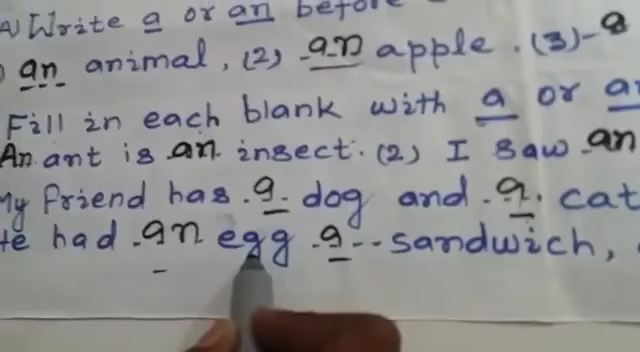 A) Write a or an before
an animal, (2) an apple. (3)- a
Fill in each blank with a or an
An ant is an insect. (2) I saw an
My friend has a dog and a cat
He had an egg a sandwich,